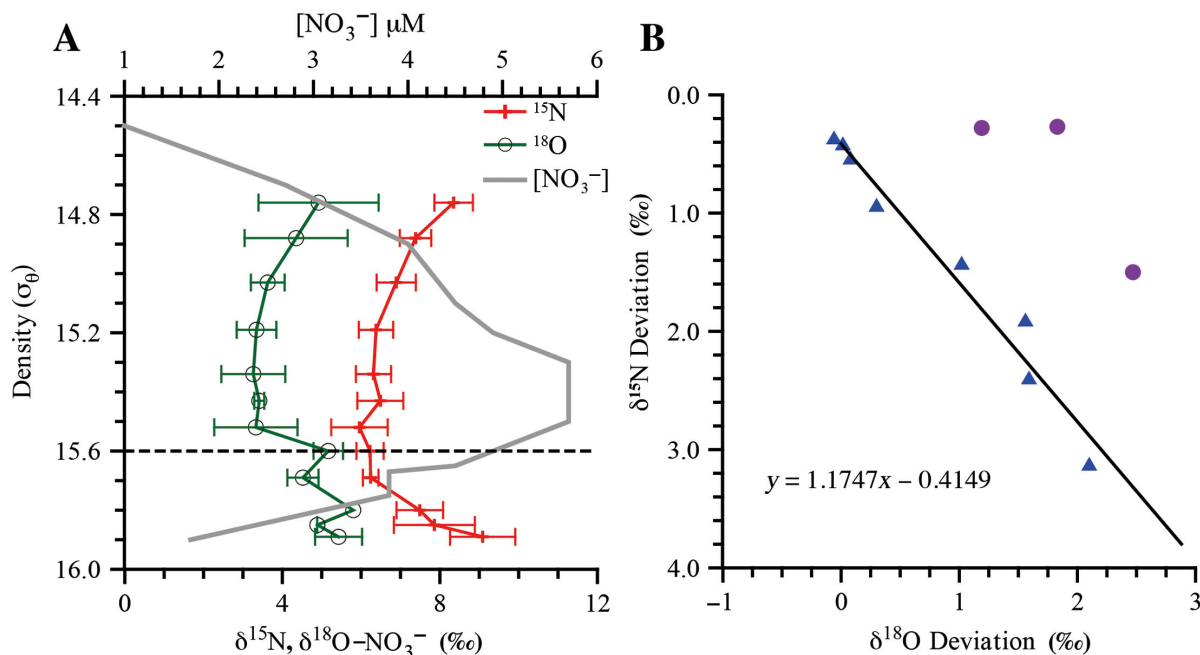 A
[NO₃⁻] μM
1 2 3 4 5 6
14.4
14.8
15.2
15.6
16.0
Density (σθ)
¹⁵N
¹⁸O
[NO₃⁻]
0 4 8 12
δ¹⁵N, δ¹⁸O–NO₃⁻ (‰)
B
0.0
1.0
2.0
3.0
4.0
δ¹⁵N Deviation (‰)
y = 1.1747x – 0.4149
–1 0 1 2 3
δ¹⁸O Deviation (‰)